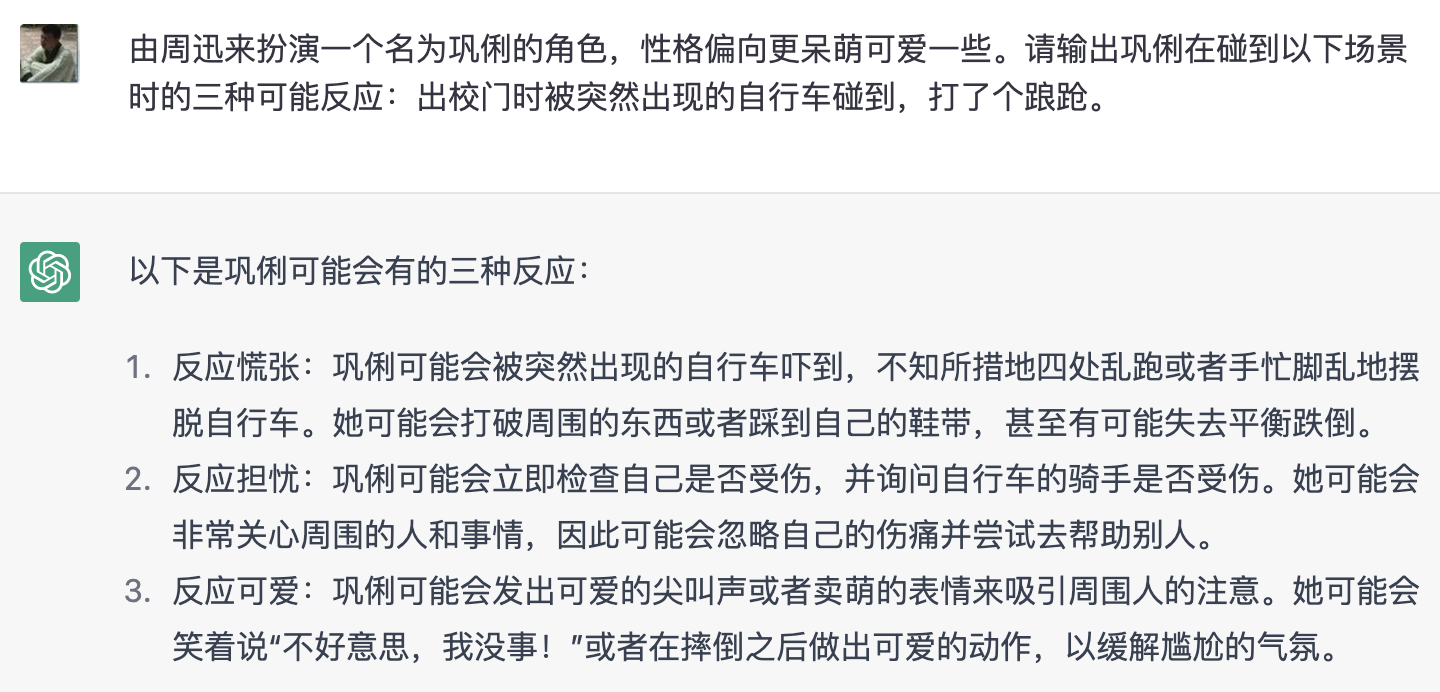 由周迅来扮演一个名为巩俐的角色，性格偏向更呆萌可爱一些。请输出巩俐在碰到以下场景
时的三种可能反应：出校门时被突然出现的自行车碰到，打了个踉跄。
以下是巩俐可能会有的三种反应：
1. 反应慌张：巩俐可能会被突然出现的自行车吓到，不知所措地四处乱跑或者手忙脚乱地摆
脱自行车。她可能会打破周围的东西或者踩到自己的鞋带，甚至有可能失去平衡跌倒。
2. 反应担忧：巩俐可能会立即检查自己是否受伤，并询问自行车的骑手是否受伤。她可能会
非常关心周围的人和事情，因此可能会忽略自己的伤痛并尝试去帮助别人。
3. 反应可爱：巩俐可能会发出可爱的尖叫声或者卖萌的表情来吸引周围人的注意。她可能会
笑着说“不好意思，我没事！”或者在摔倒之后做出可爱的动作，以缓解尴尬的气氛。